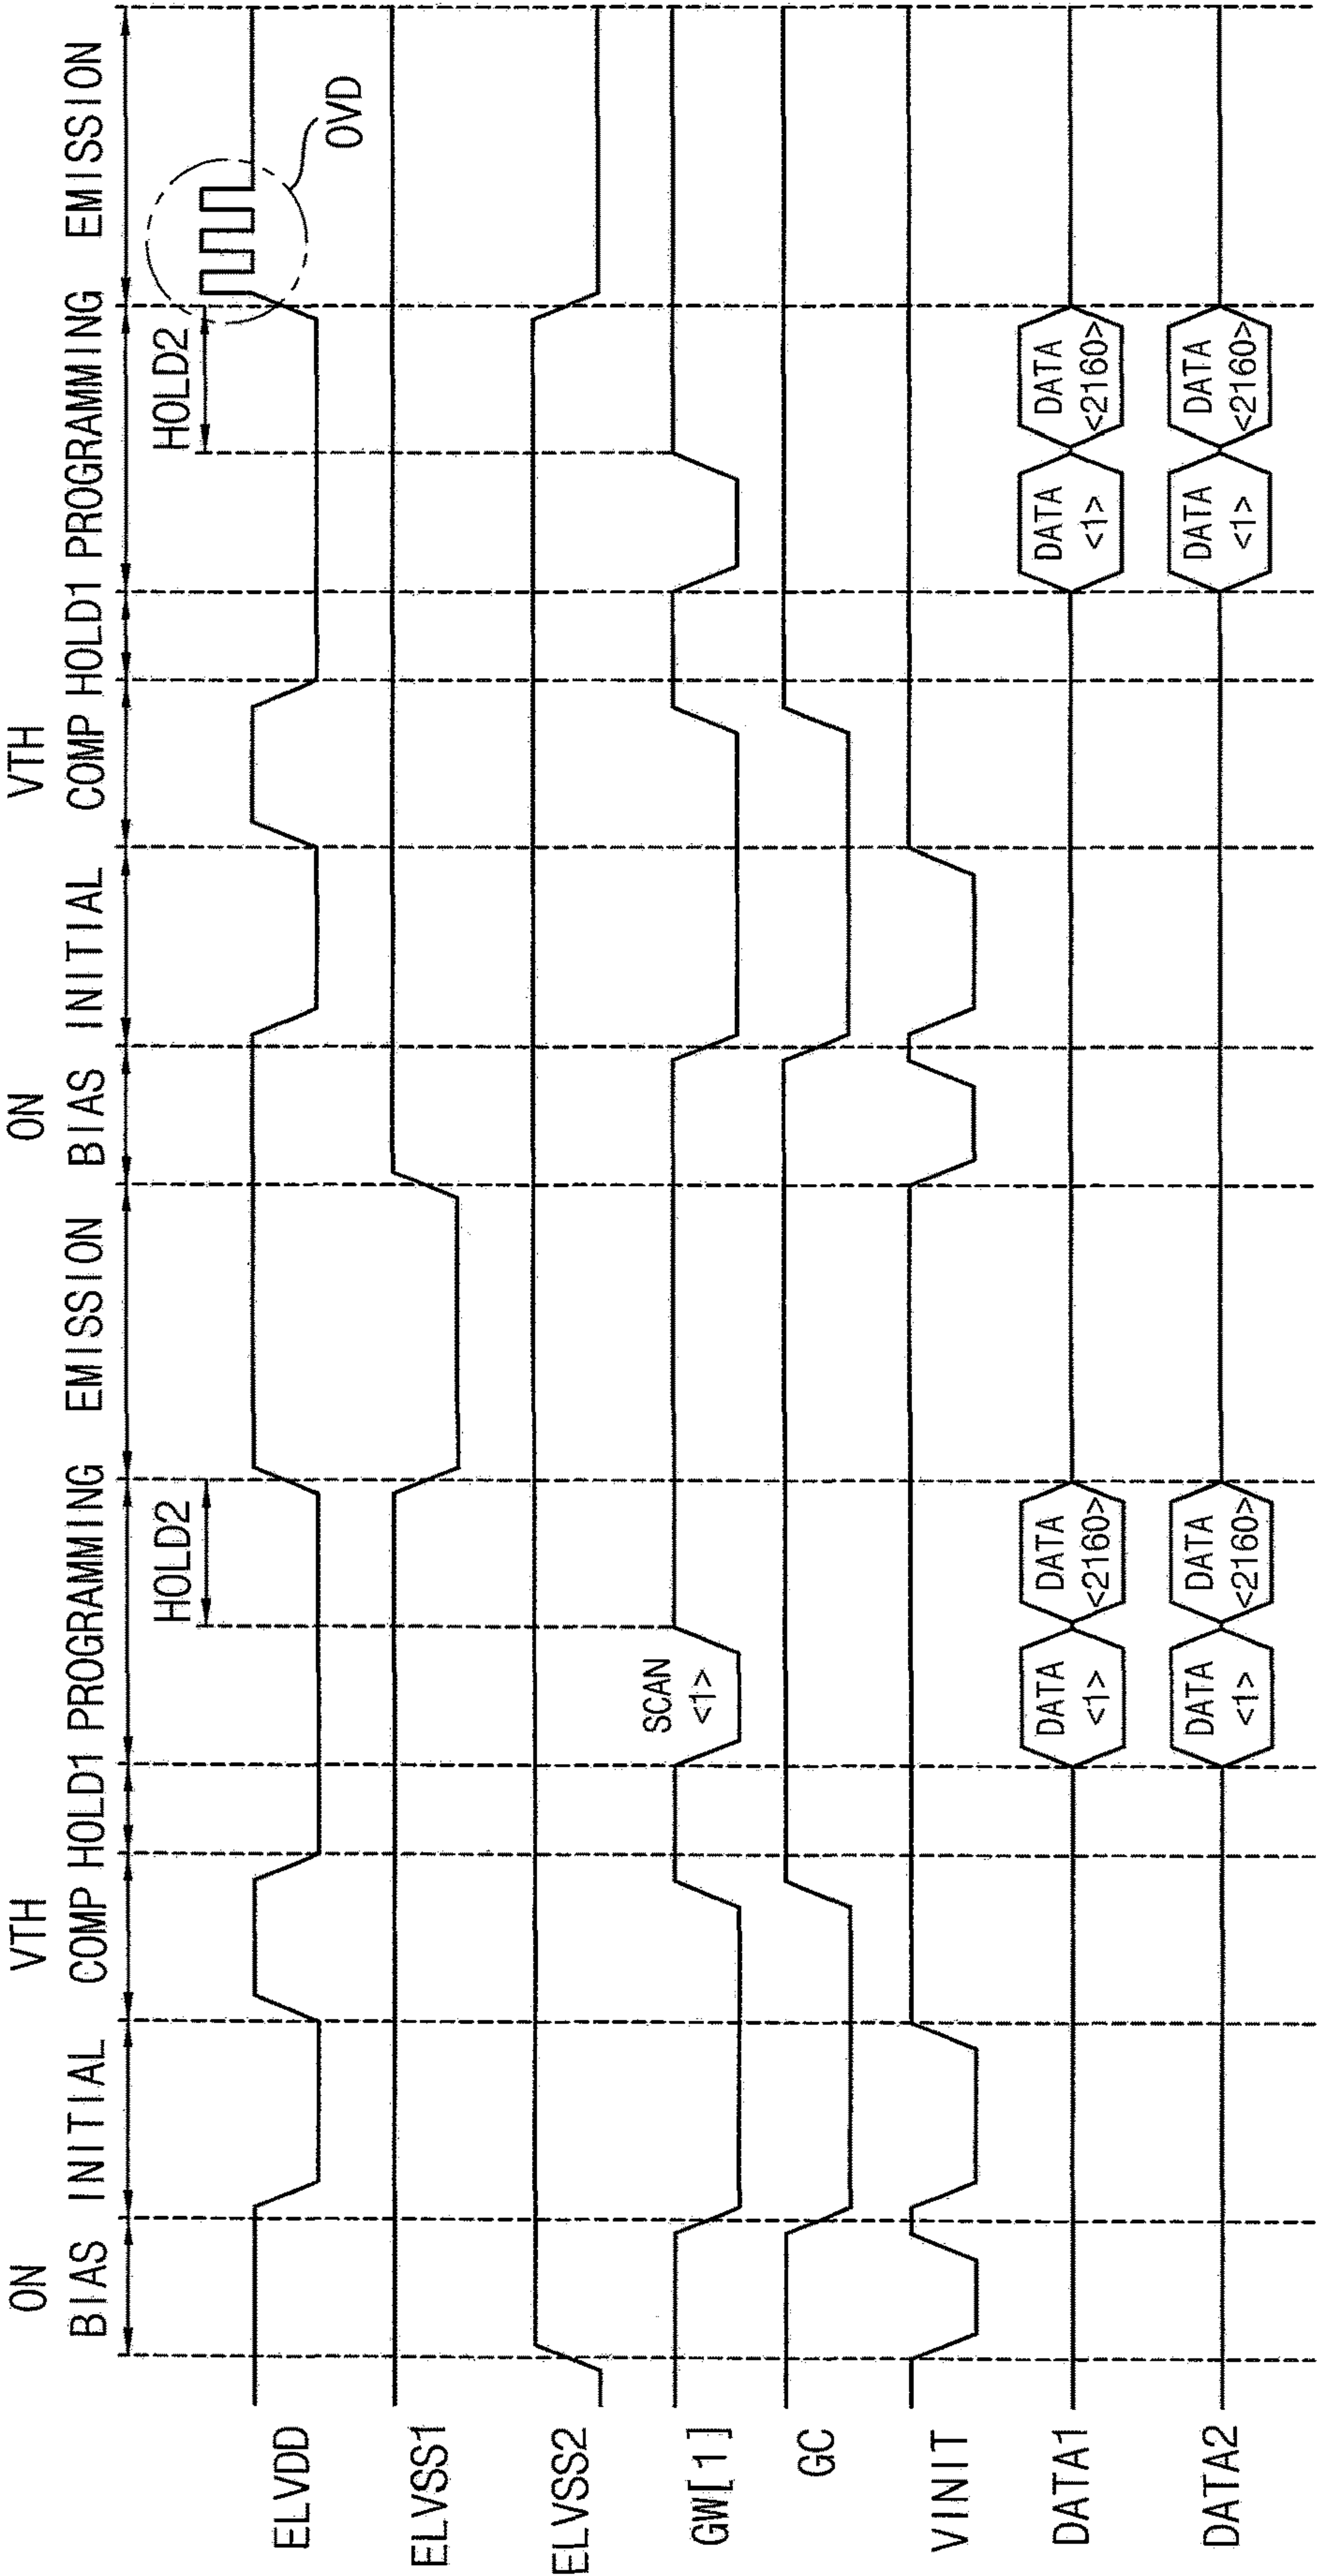 ON
BIAS
INITIAL
VTH
COMP
HOLD1
PROGRAMMING
EMISSION
ON
BIAS
INITIAL
VTH
COMP
HOLD1
PROGRAMMING
EMISSION
HOLD2
HOLD2
OVD
ELVDD
ELVSS1
ELVSS2
GW[1]
SCAN
<1>
GC
VINIT
DATA1
DATA
<1>
DATA
<2160>
DATA
<1>
DATA
<2160>
DATA2
DATA
<1>
DATA
<2160>
DATA
<1>
DATA
<2160>